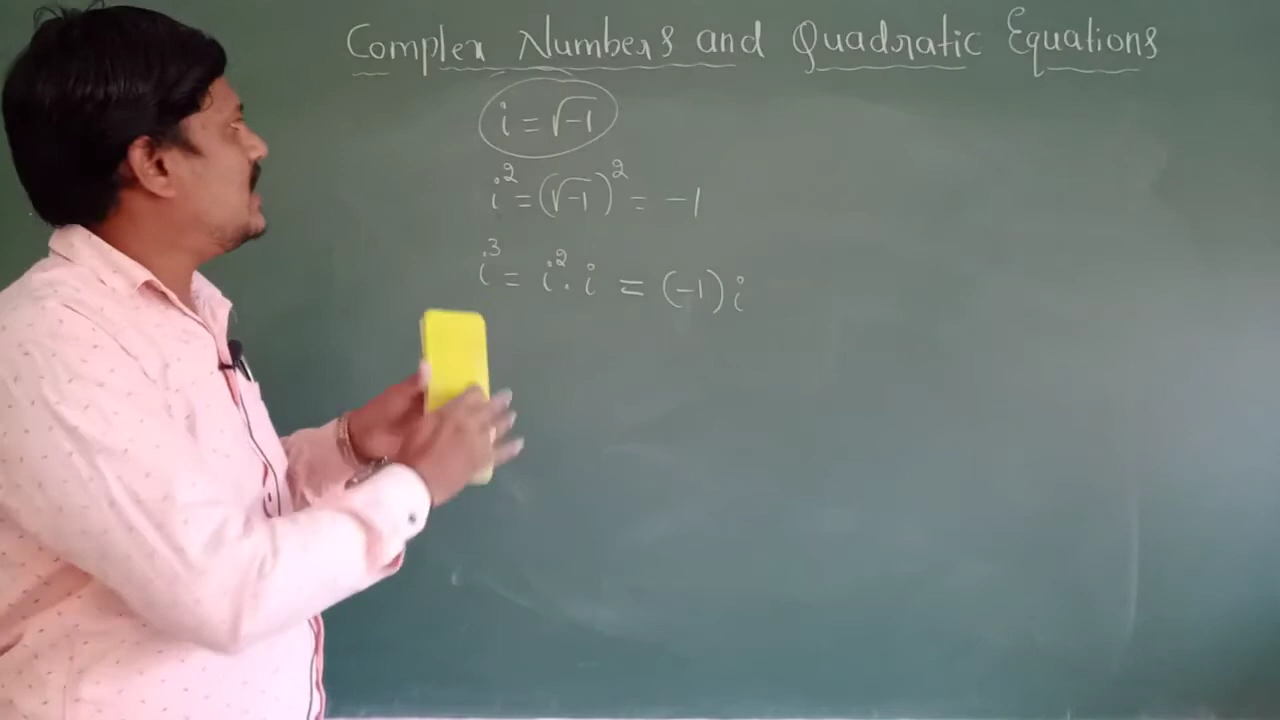 Complex Numbers and Quadratic Equations
i = √-1
i² = (√-1)² = -1
i³ = i² . i = (-1) i